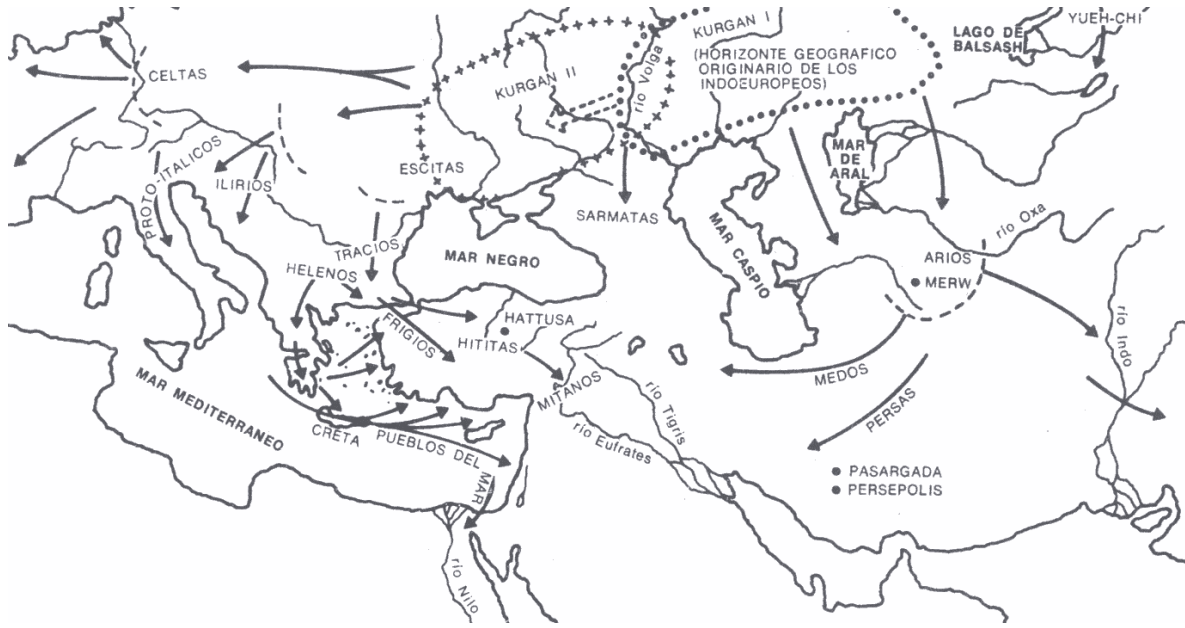 YUEH-CHI
LAGO DE
BALSASH
KURGAN I
(HORIZONTE GEOGRAFICO
ORIGINARIO DE LOS
INDOEUROPEOS)
río Volga
KURGAN II
CELTAS
MAR
DE
ARAL
ESCITAS
PROTO-ITALICOS
ILIRIOS
SARMATAS
río Oxa
MAR CASPIO
TRACIOS
MAR NEGRO
ARIOS
MERW
HELENOS
HATTUSA
FRIGIOS
HITITAS
río Indo
MITANOS
MEDOS
MAR MEDITERRANEO
río Tigris
PERSAS
CRETA
PUEBLOS DEL
MAR
río Eufrates
PASARGADA
PERSEPOLIS
río Nilo